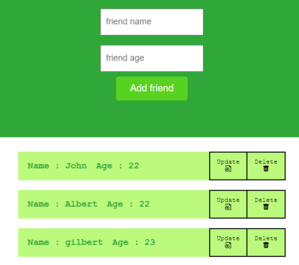 friend name
friend age
Add friend
Name : John Age : 22 Update Delete
Name : Albert Age : 22 Update Delete
Name : gilbert Age : 23 Update Delete